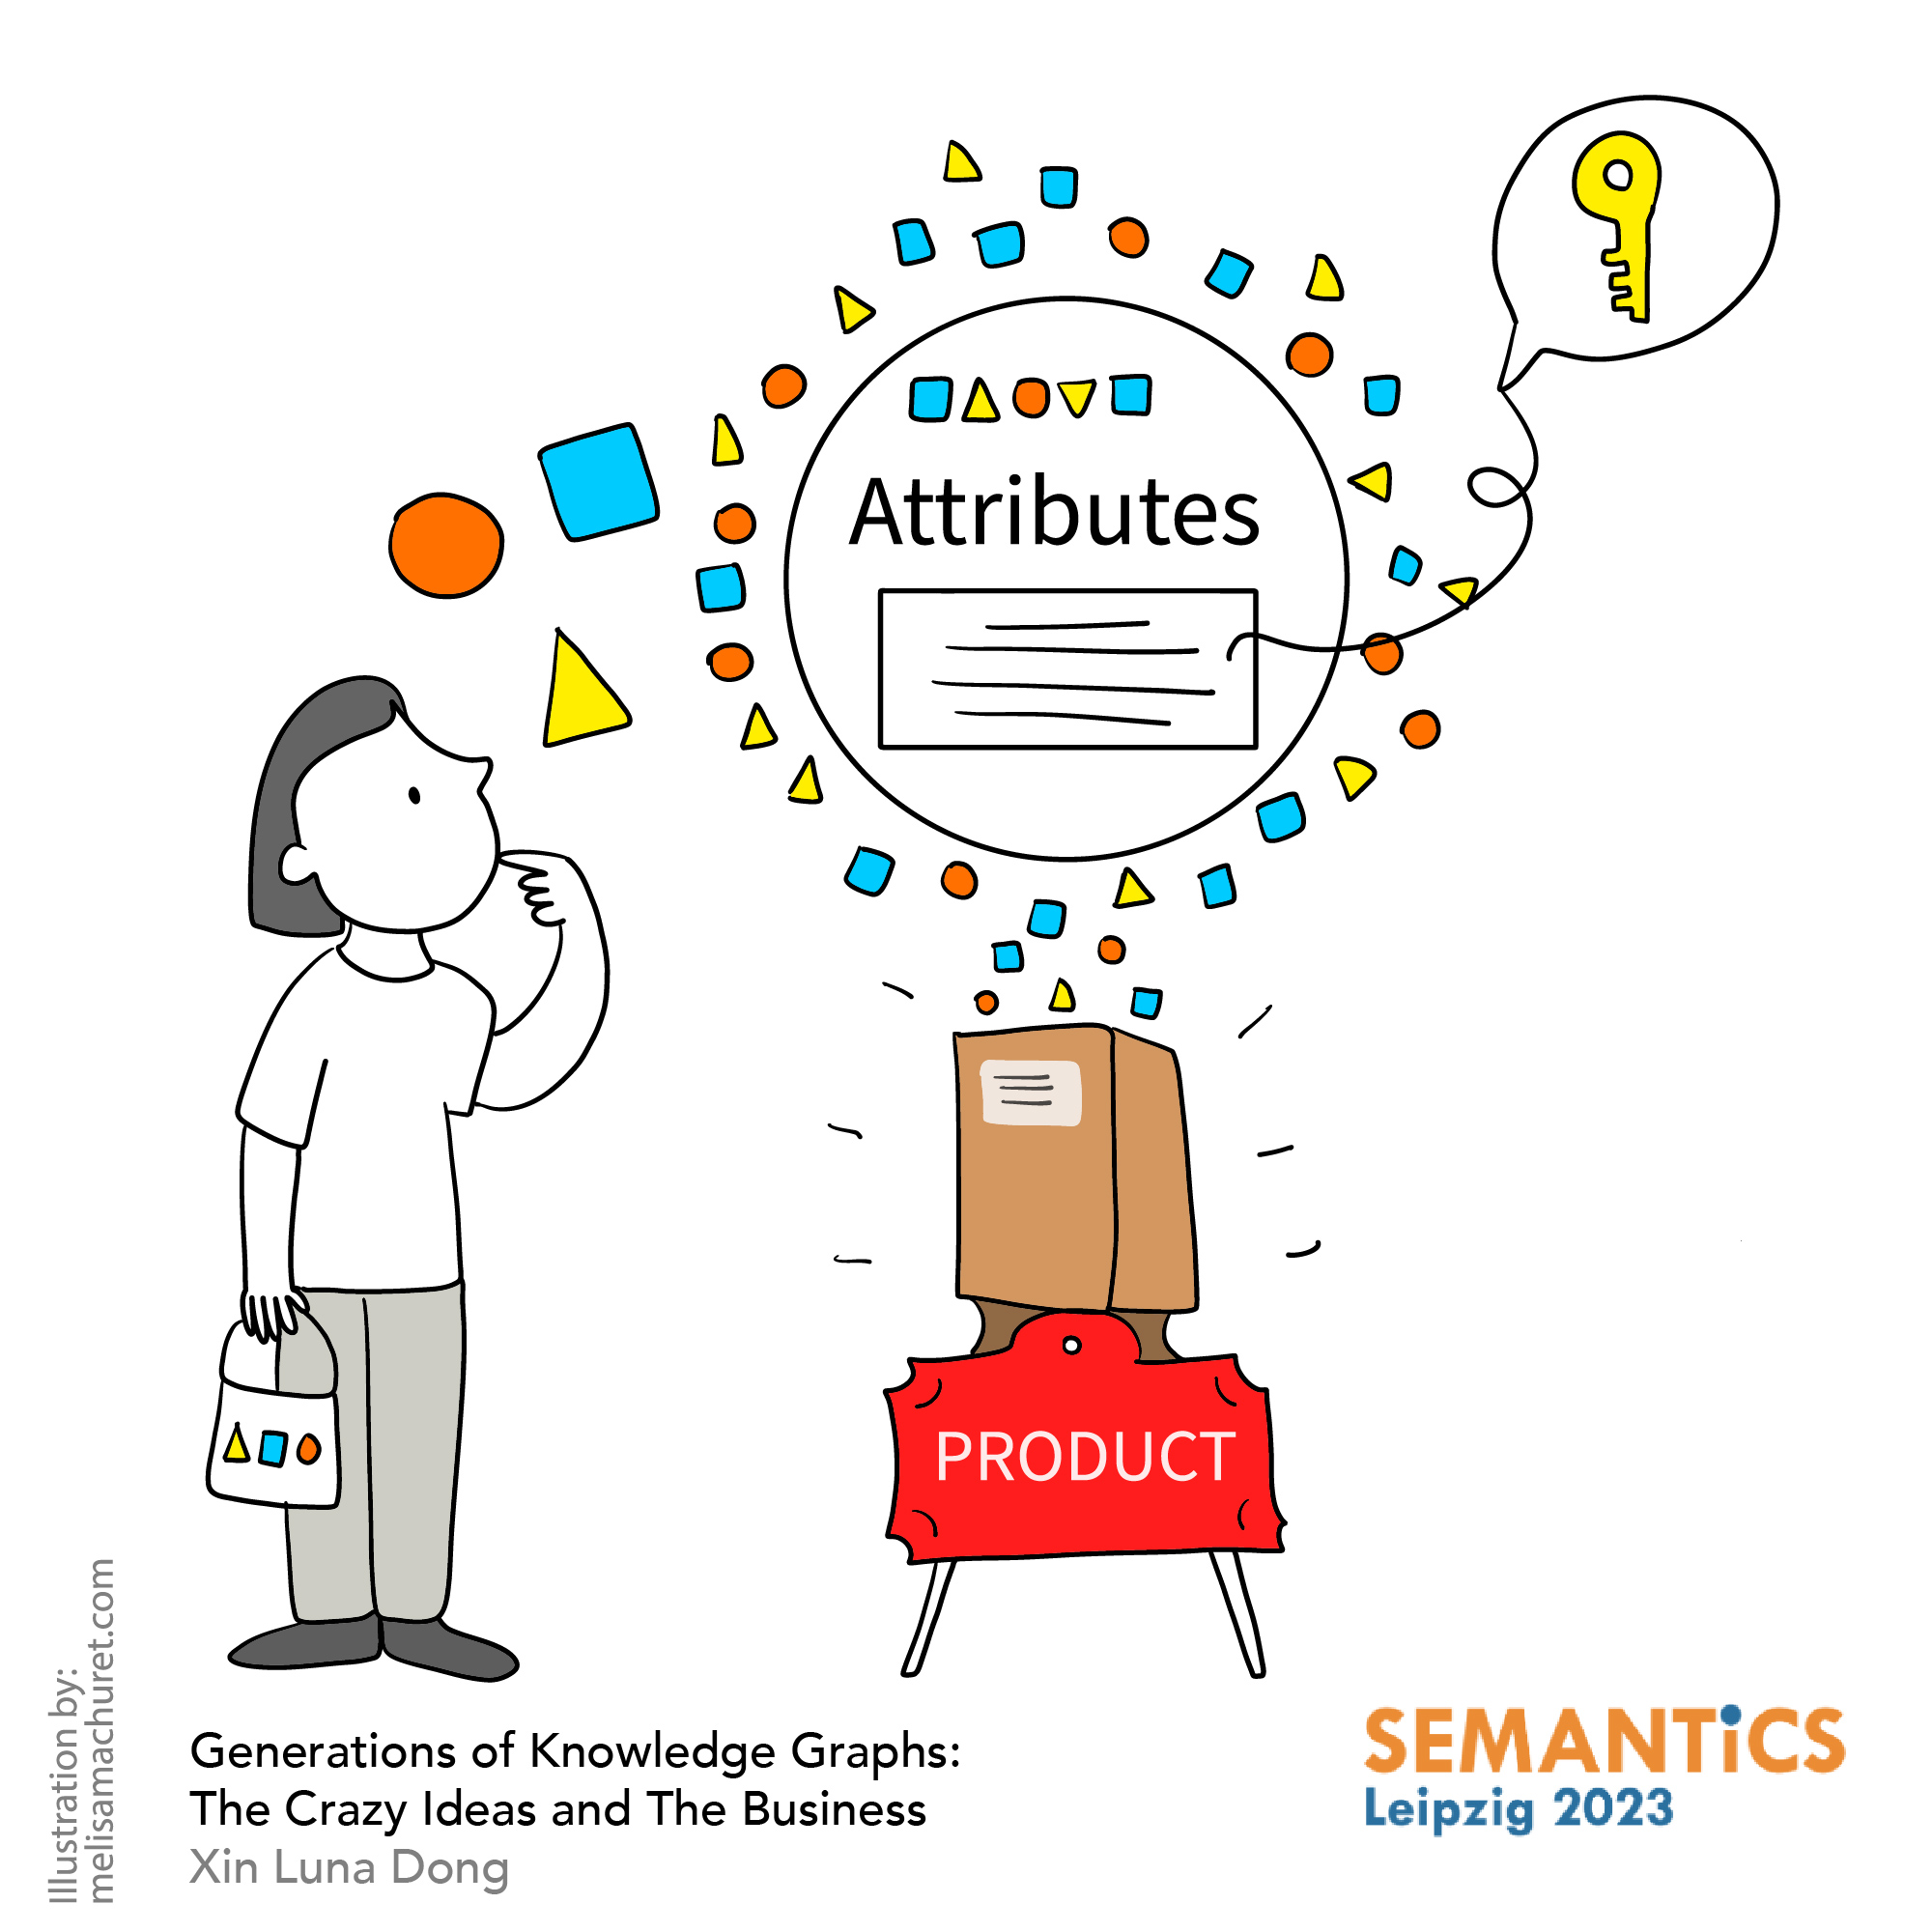 Attributes
PRODUCT
Generations of Knowledge Graphs:
The Crazy Ideas and The Business
Xin Luna Dong
SEMANTiCS
Leipzig 2023
Illustration by:
melisamachuret.com